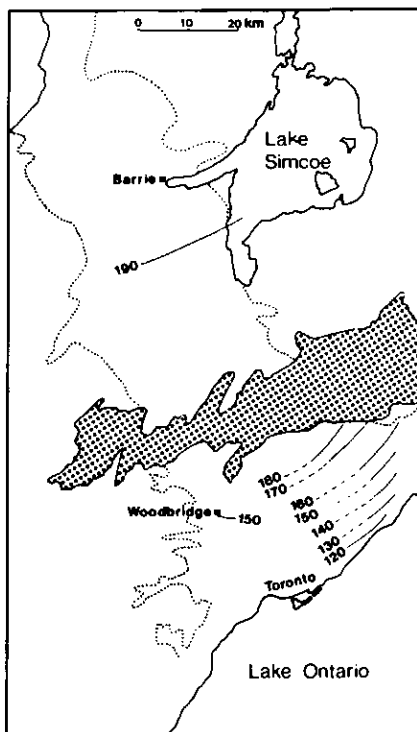 0 10 20 km
Lake
Simcoe
Barrie
190
180
170
160
150
Woodbridge 150
140
130
120
Toronto
Lake Ontario